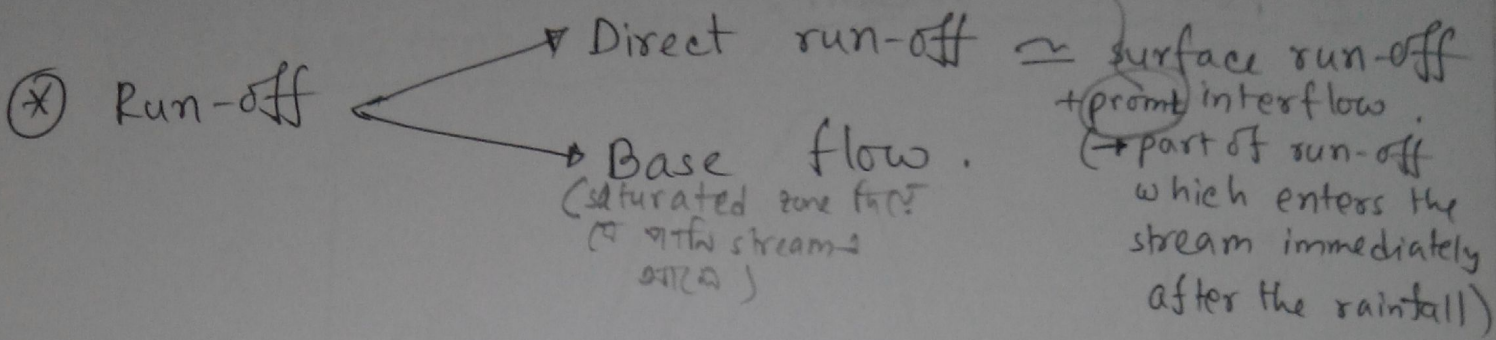 Direct run-off ≃ surface run-off
⊛ Run-off
+promt interflow.
Base flow.
(→ part of run-off
(saturated zone দিয়ে
which enters the
যে পানি stream এ
stream immediately
আসে)
after the rainfall)